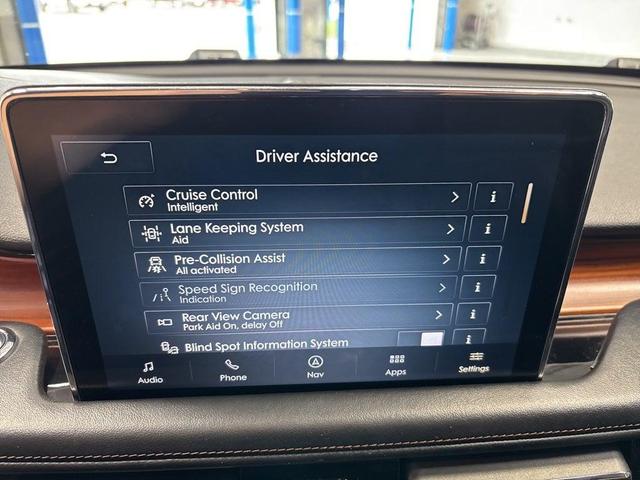 Driver Assistance
Cruise Control
Intelligent
i
Lane Keeping System
Aid
i
Pre-Collision Assist
All activated
i
Speed Sign Recognition
Indication
i
Rear View Camera
Park Aid On, delay Off
i
Blind Spot Information System
i
Audio
Phone
Nav
Apps
Settings